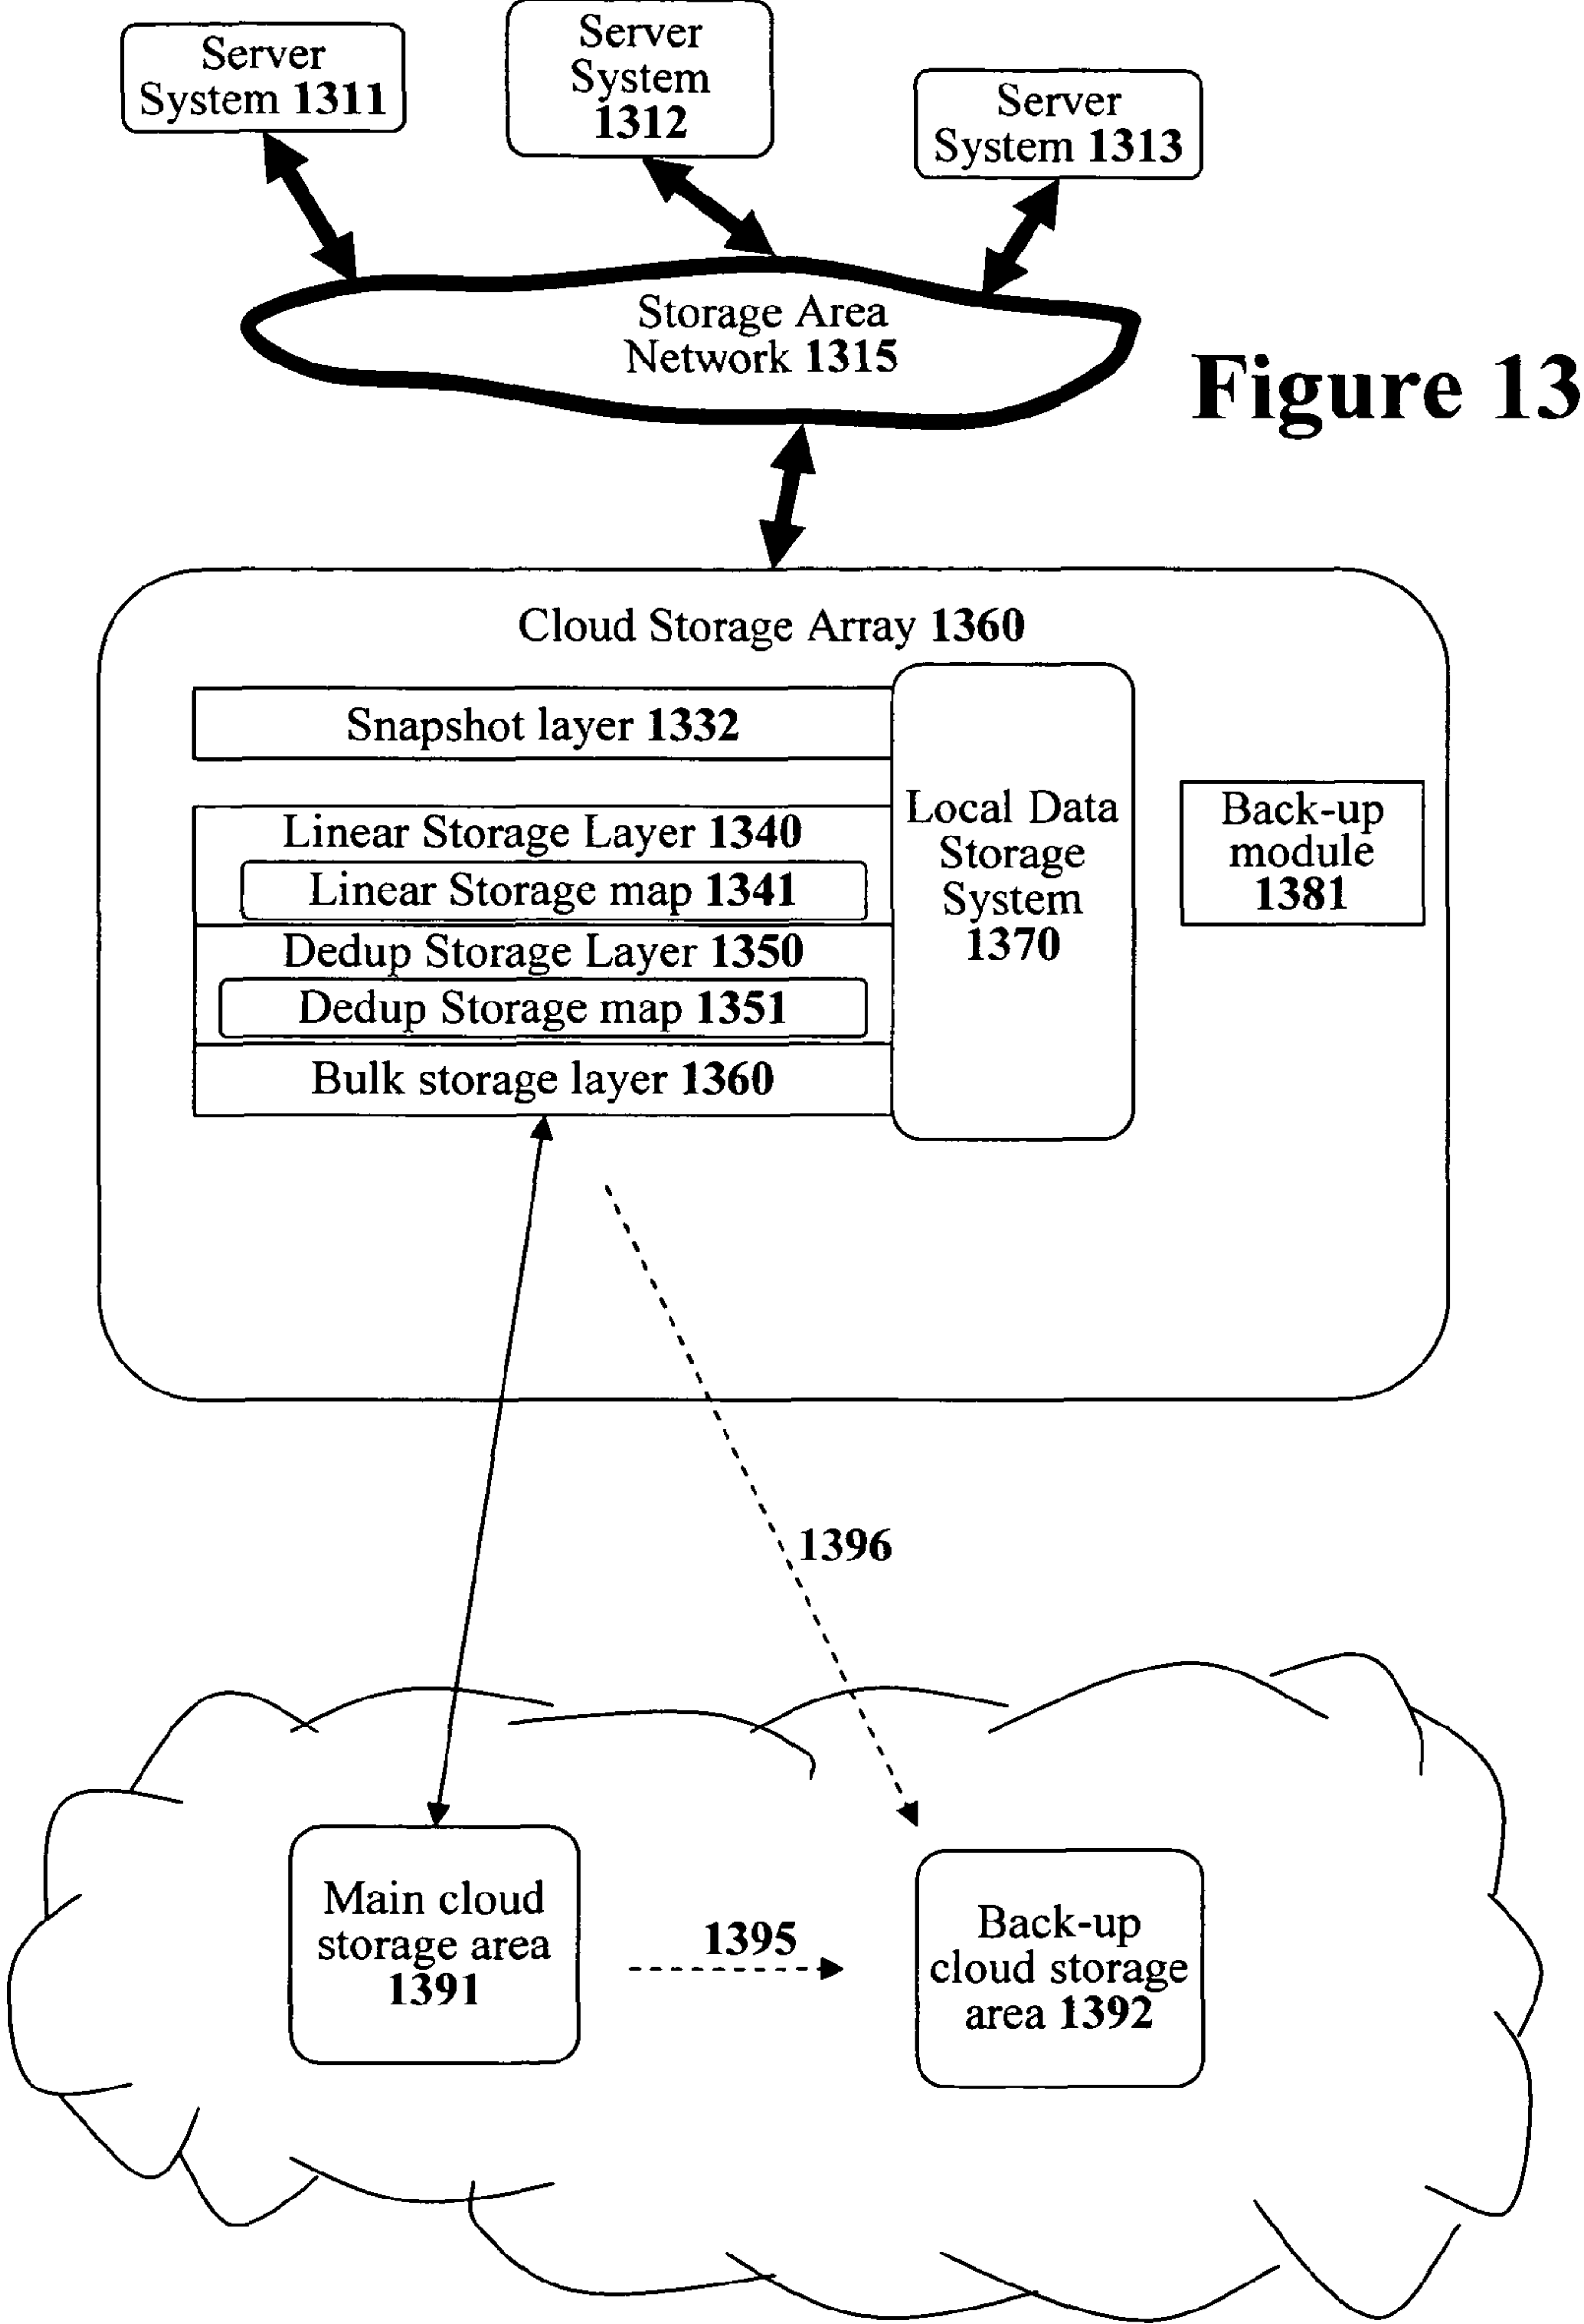 Server
System 1311
Server
System
1312
Server
System 1313
Storage Area
Network 1315
Figure 13
Cloud Storage Array 1360
Snapshot layer 1332
Linear Storage Layer 1340
Linear Storage map 1341
Dedup Storage Layer 1350
Dedup Storage map 1351
Bulk storage layer 1360
Local Data
Storage
System
1370
Back-up
module
1381
1396
Main cloud
storage area
1391
1395
Back-up
cloud storage
area 1392